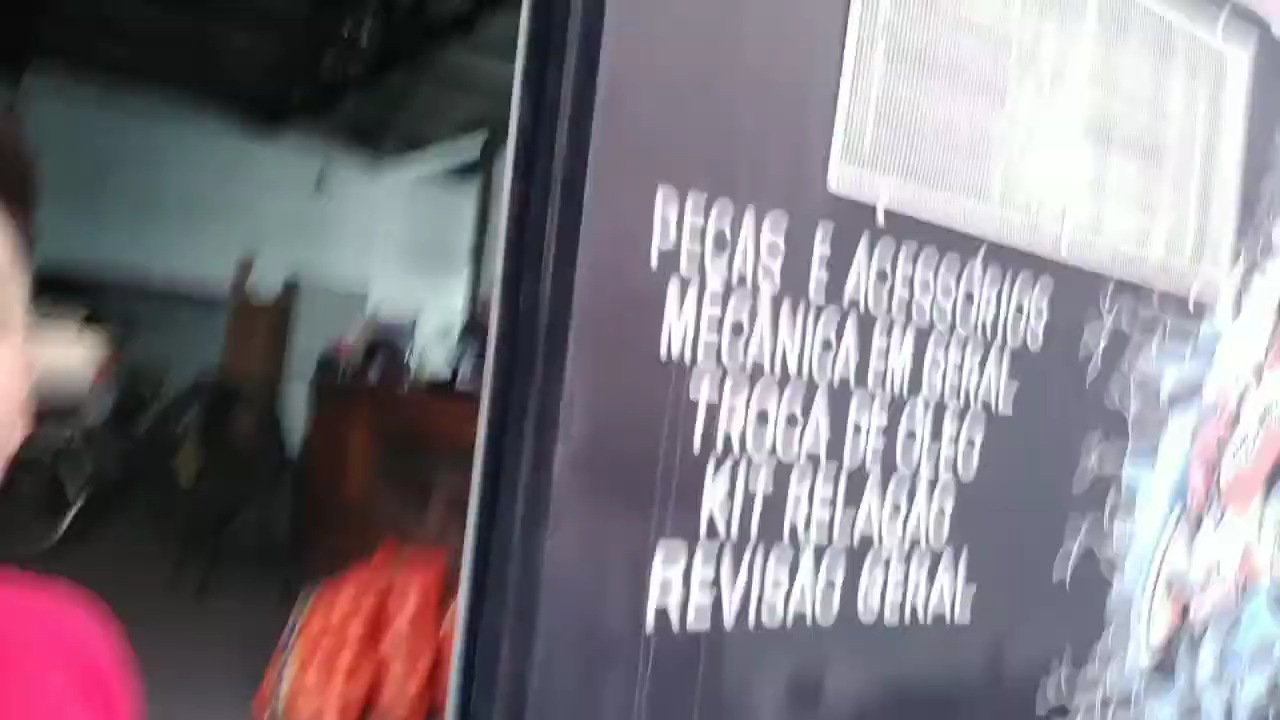 PEÇAS E ACESSÓRIOS
MECÂNICA EM GERAL
TROCA DE ÓLEO
KIT RELAÇÃO
REVISÃO GERAL